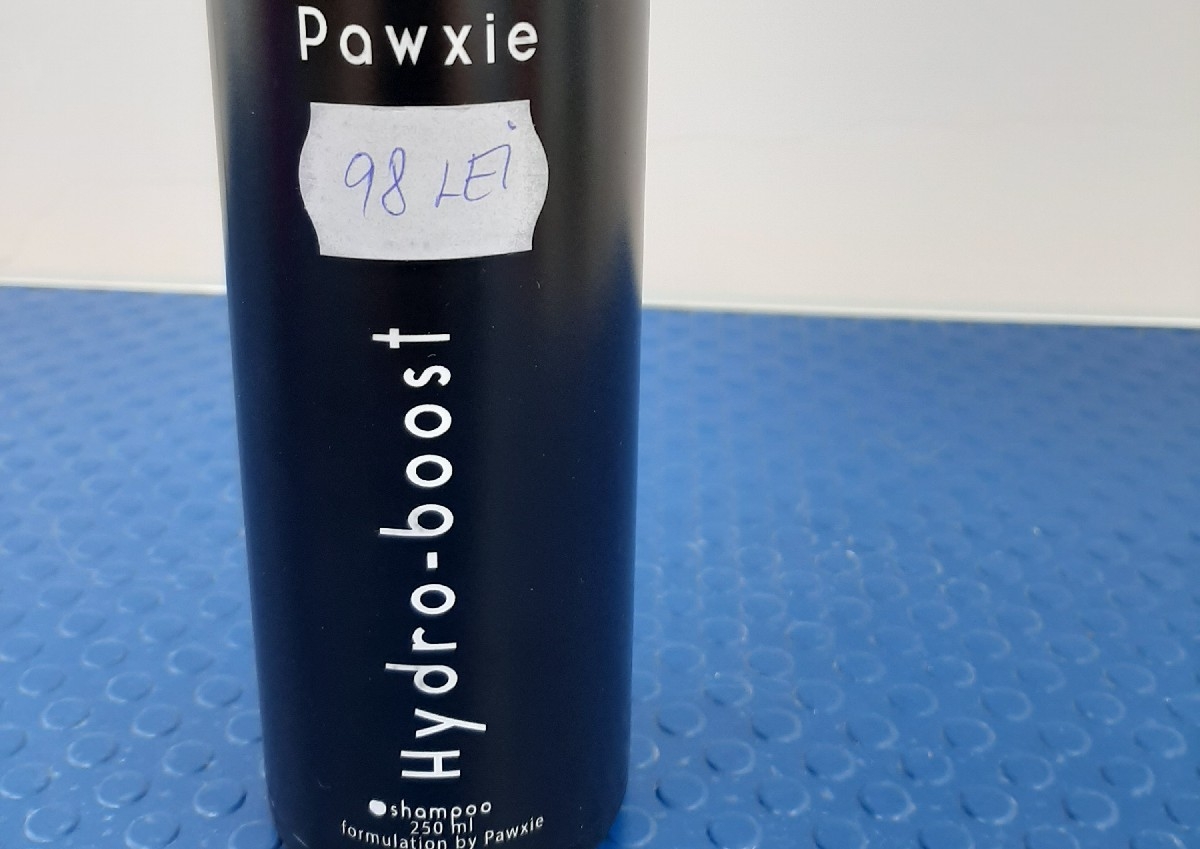 Pawxie
98 LEi
Hydro-boost
shampoo
250 ml
formulation by Pawxie